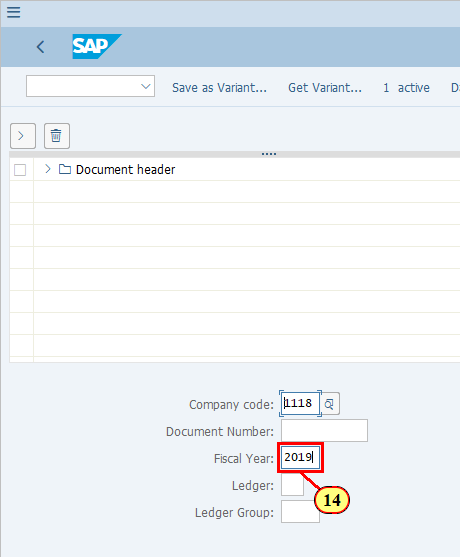 SAP
Save as Variant... Get Variant... 1 active
Document header
Company code: 1118
Document Number:
Fiscal Year: 2019
Ledger:
14
Ledger Group: